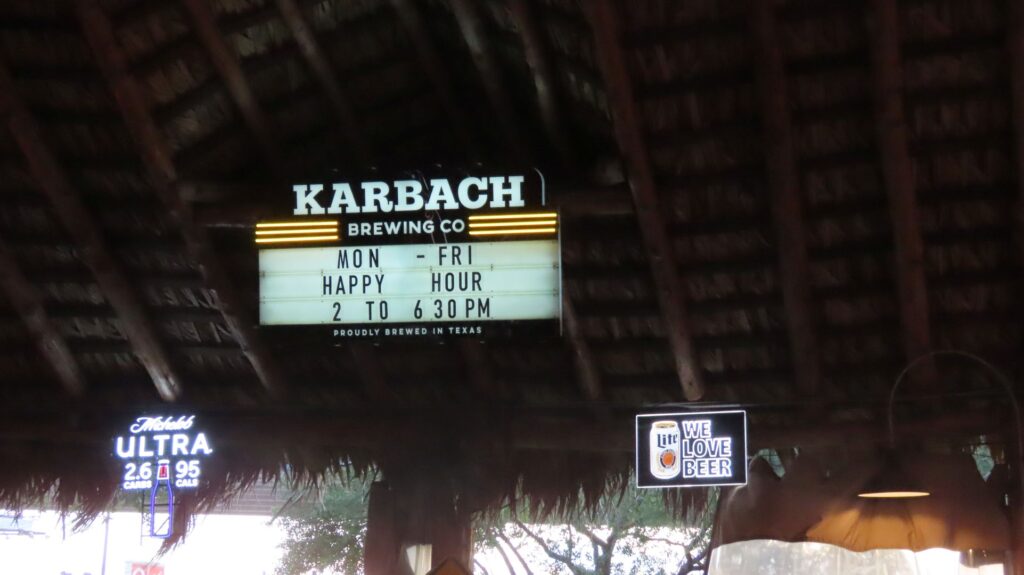 KARBACH
BREWING CO
MON - FRI
HAPPY HOUR
2 TO 6 30 PM
PROUDLY BREWED IN TEXAS
Michelob
ULTRA
2.6 95
CARBS CALS
Lite
WE
LOVE
BEER